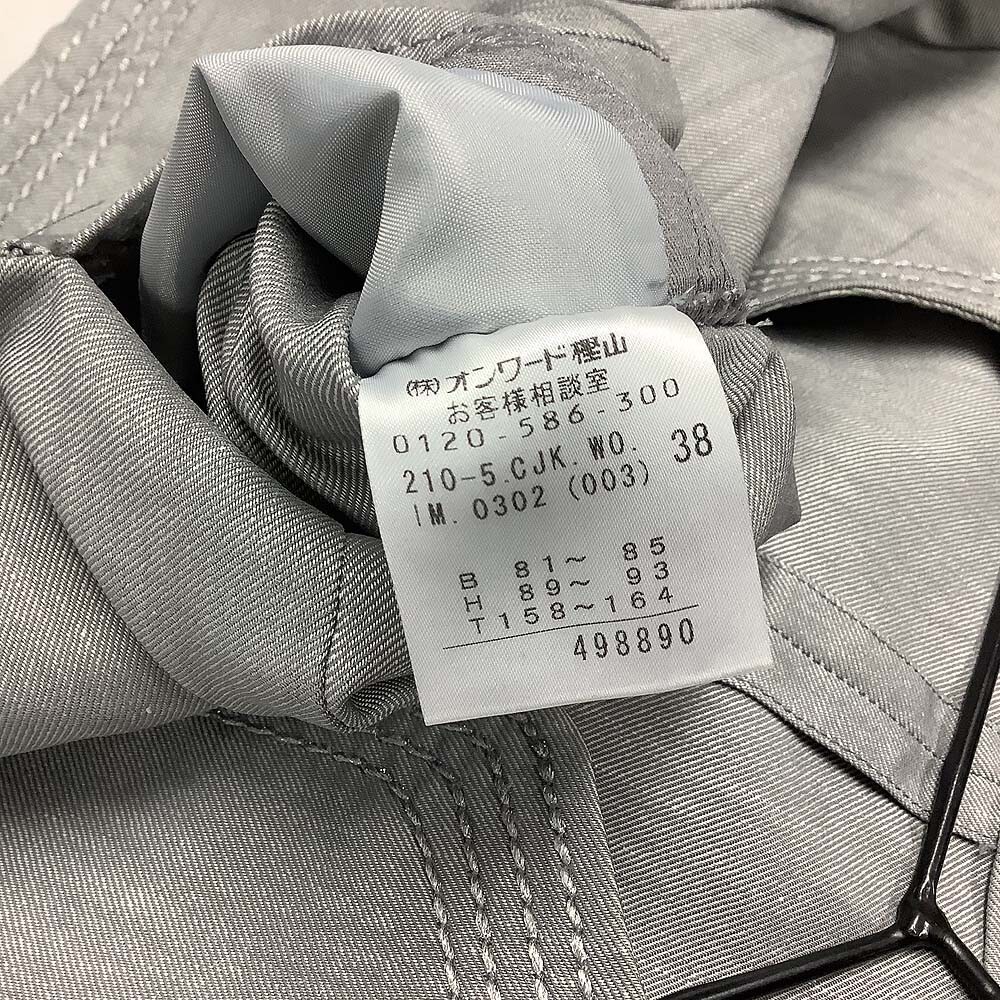 (株)オンワード樫山
お客様相談室
0120-586-300
210-5.CJK.WO. 38
IM.0302 (003)
B 81～ 85
H 89～ 93
T158～164
498890